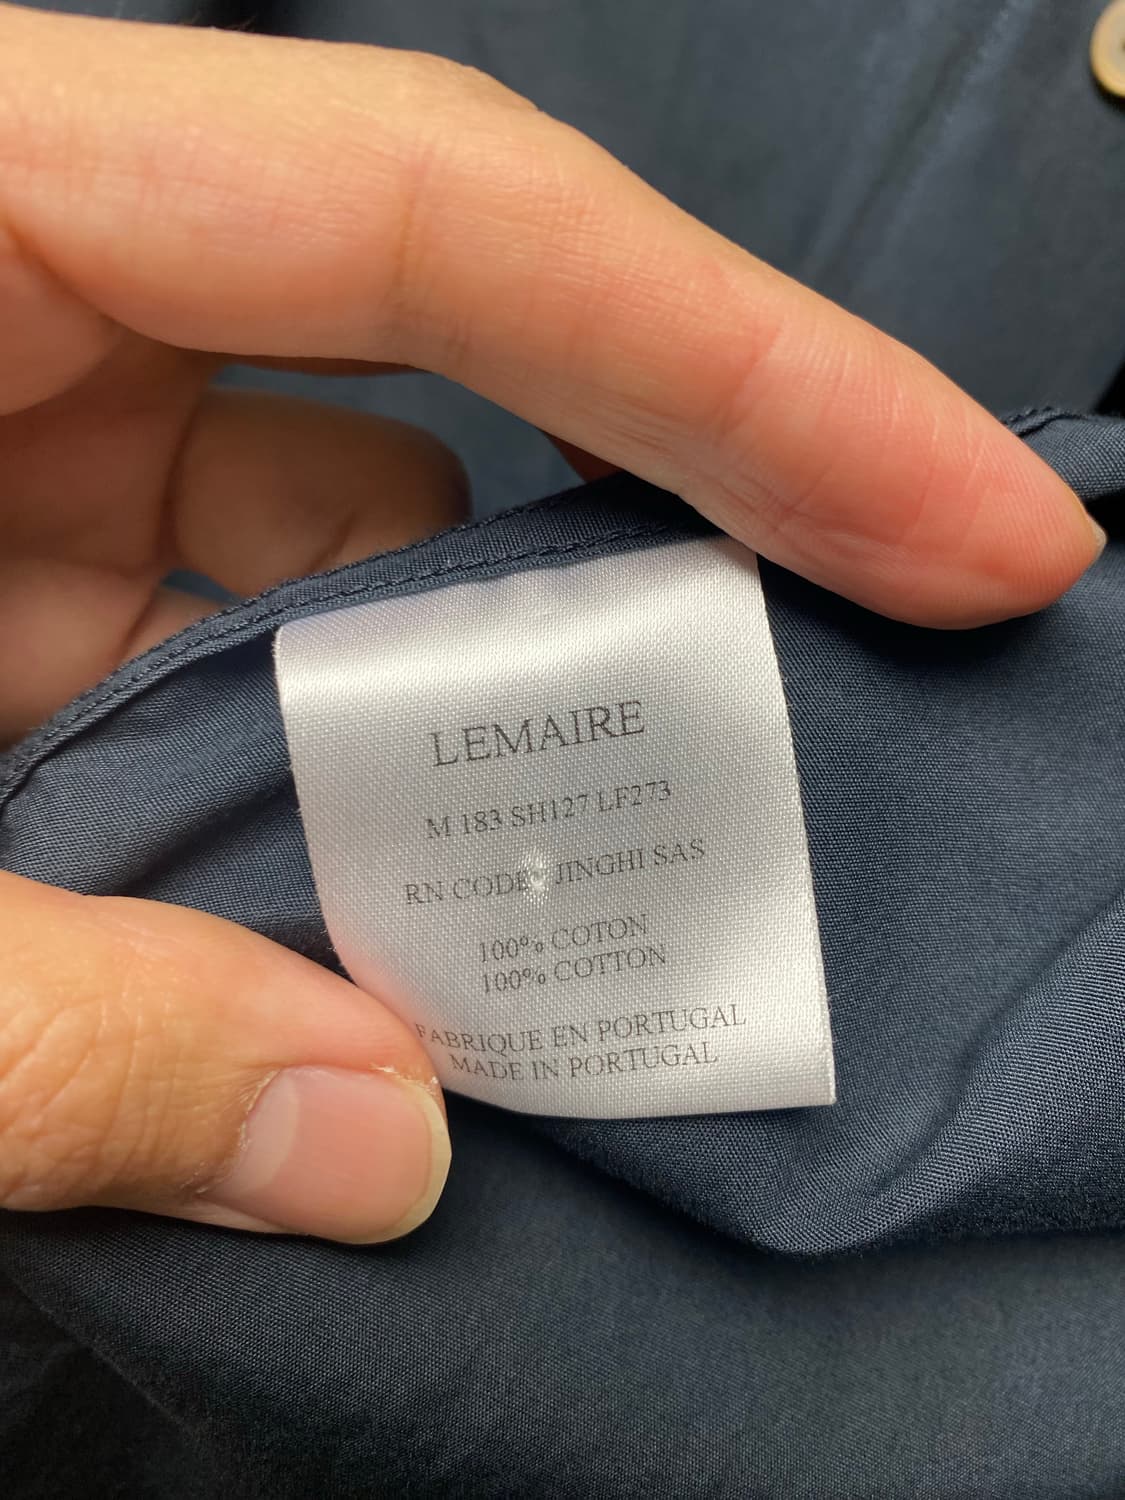 LEMAIRE
M 183 SH127 LF273
RN CODE JINGHI SAS
100% COTON
100% COTTON
FABRIQUE EN PORTUGAL
MADE IN PORTUGAL